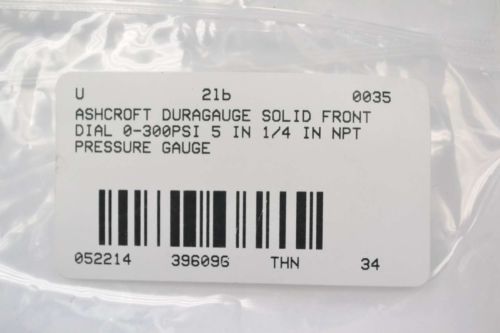 U 2lb 0035
ASHCROFT DURAGAUGE SOLID FRONT
DIAL 0-300PSI 5 IN 1/4 IN NPT
PRESSURE GAUGE
052214 39609G THN 34